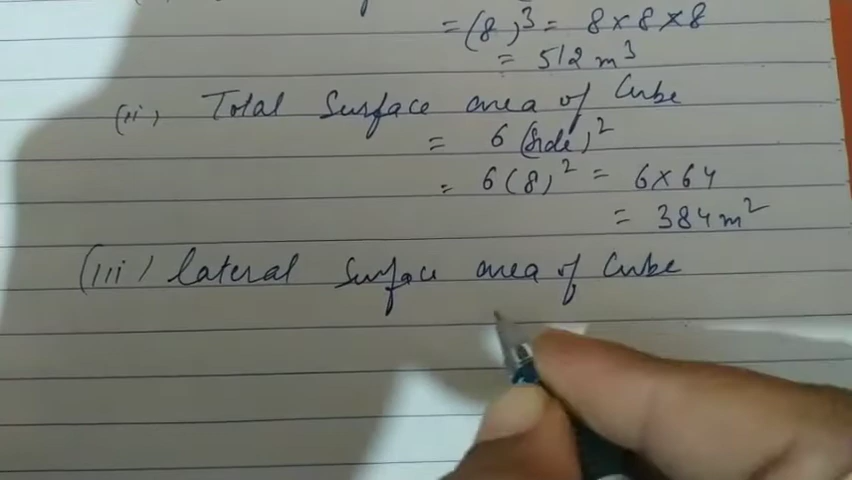 = (8)³ = 8×8×8
= 512 m³
(ii) Total Surface area of Cube
= 6 (Side)²
= 6(8)² = 6×64
= 384 m²
(iii) lateral Surface area of Cube